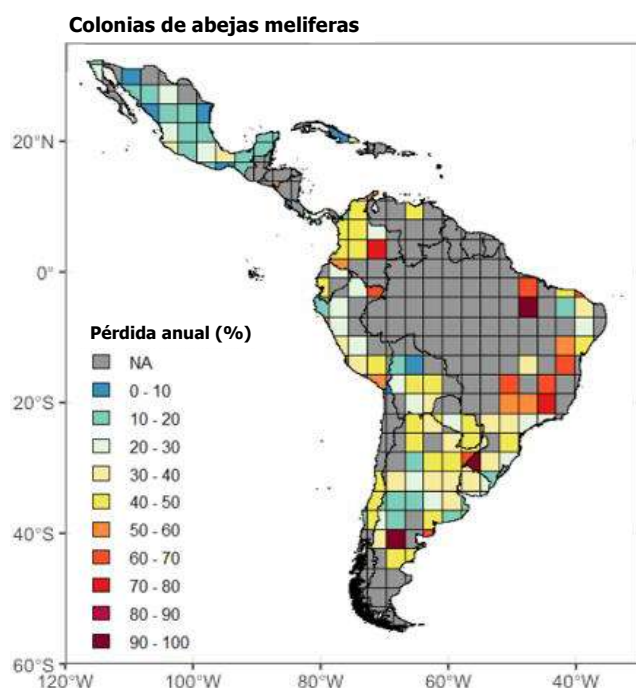 Colonias de abejas meliferas
20°N
0°
20°S
40°S
60°S
Pérdida anual (%)
NA
0 - 10
10 - 20
20 - 30
30 - 40
40 - 50
50 - 60
60 - 70
70 - 80
80 - 90
90 - 100
120°W 100°W 80°W 60°W 40°W